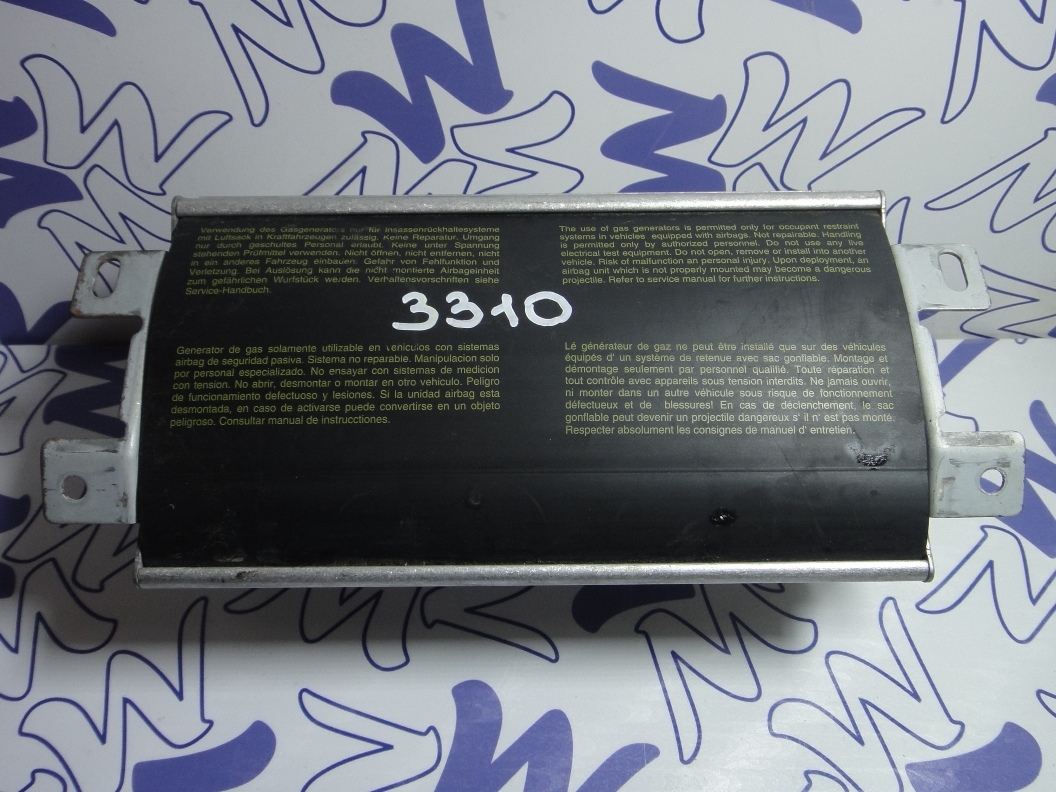 Verwendung des Gasgenerators nur für Insassenrückhaltesysteme
mit Luftsack in Kraftfahrzeugen zulässig. Keine Reparatur. Umgang
nur durch geschultes Personal erlaubt. Keine unter Spannung
stehenden Prüfmittel verwenden. Nicht öffnen, nicht entfernen, nicht
in ein anderes Fahrzeug einbauen. Gefahr von Fehlfunktion und
Verletzung. Bei Auslösung kann die nicht montierte Airbageinheit
zum gefährlichen Wurfstück werden. Verhaltensvorschriften siehe
Service-Handbuch.
The use of gas generators is permitted only for occupant restraint
systems in vehicles equipped with airbags. Not repairable. Handling
is permitted only by authorized personnel. Do not use any live
electrical test equipment. Do not open, remove or install into another
vehicle. Risk of malfunction an personal injury. Upon deployment, an
airbag unit which is not properly mounted may become a dangerous
projectile. Refer to service manual for further instructions.
3310
Generator de gas solamente utilizable en vehiculos con sistemas
airbag de seguridad pasiva. Sistema no reparable. Manipulacion solo
por personal especializado. No ensayar con sistemas de medicion
con tension. No abrir, desmontar o montar en otro vehiculo. Peligro
de funcionamiento defectuoso y lesiones. Si la unidad airbag esta
desmontada, en caso de activarse puede convertirse en un objeto
peligroso. Consultar manual de instrucctiones.
Lé générateur de gaz ne peut être installé que sur des véhicules
équipés d' un système de retenue avec sac gonflable. Montage et
démontage seulement par personnel qualifié. Toute réparation et
tout contrôle avec appareils sous tension interdits. Ne jamais ouvrir,
ni monter dans un autre véhicule sous risque de fonctionnement
défectueux et de blessures! En cas de déclenchement, le sac
gonflable peut devenir un projectile dangereux s' il n' est pas monté.
Respecter absolument les consignes de manuel d' entretien.